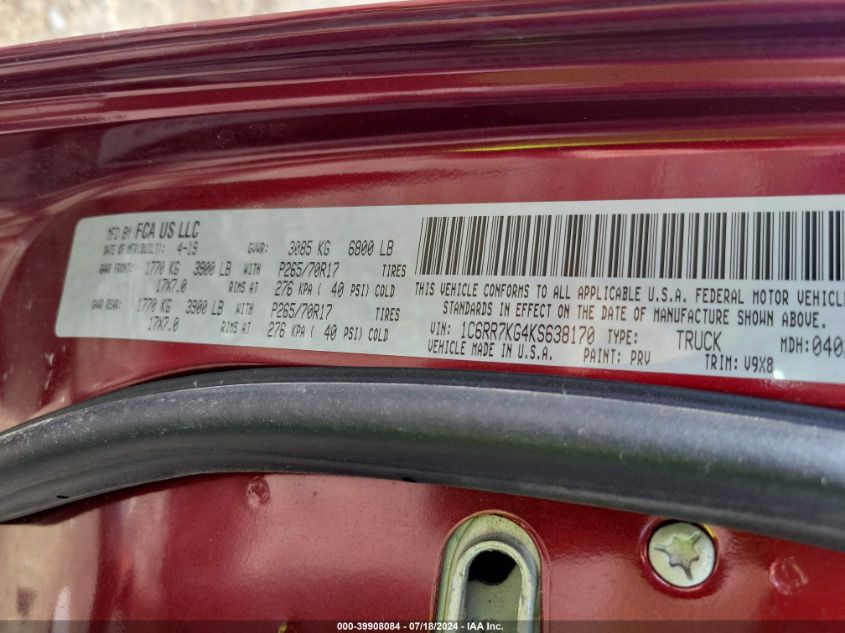 MFD BY FCA US LLC
DATE OF MFR(BUILT): 4-19 GVWR: 3085 KG 6800 LB
GAWR FRONT: 1770 KG 3900 LB WITH P265/70R17 TIRES
17X7.0 RIMS AT 276 KPA ( 40 PSI) COLD
GAWR REAR: 1770 KG 3900 LB WITH P265/70R17 TIRES
17X7.0 RIMS AT 276 KPA ( 40 PSI) COLD
THIS VEHICLE CONFORMS TO ALL APPLICABLE U.S.A. FEDERAL MOTOR VEHICLE
STANDARDS IN EFFECT ON THE DATE OF MANUFACTURE SHOWN ABOVE
VIN: 1C6RR7KG4KS638170 TYPE: TRUCK MDH:040
VEHICLE MADE IN U.S.A. PAINT: PRV TRIM: V9X8
000-39908084 - 07/18/2024 - IAA Inc.